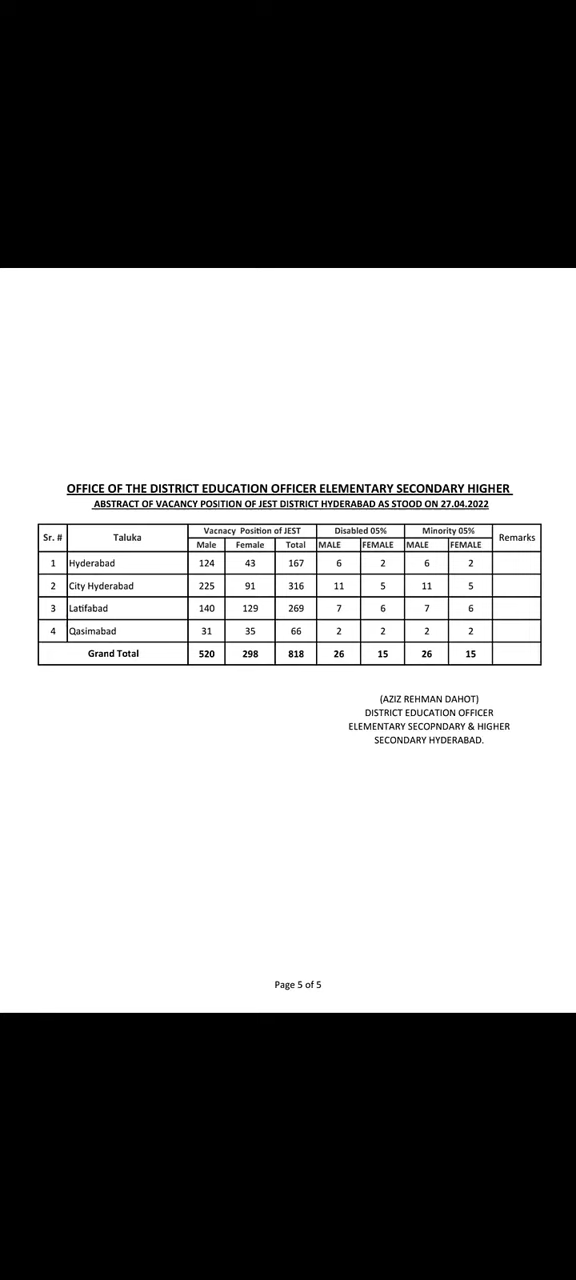 OFFICE OF THE DISTRICT EDUCATION OFFICER ELEMENTARY SECONDARY HIGHER
ABSTRACT OF VACANCY POSITION OF JEST DISTRICT HYDERABAD AS STOOD ON 27.04.2022
Sr. # Taluka Vacnacy Position of JEST Disabled 05% Minority 05% Remarks
Male Female Total MALE FEMALE MALE FEMALE
1 Hyderabad 124 43 167 6 2 6 2
2 City Hyderabad 225 91 316 11 5 11 5
3 Latifabad 140 129 269 7 6 7 6
4 Qasimabad 31 35 66 2 2 2 2
Grand Total 520 298 818 26 15 26 15
(AZIZ REHMAN DAHOT)
DISTRICT EDUCATION OFFICER
ELEMENTARY SECOPNDARY & HIGHER
SECONDARY HYDERABAD.
Page 5 of 5